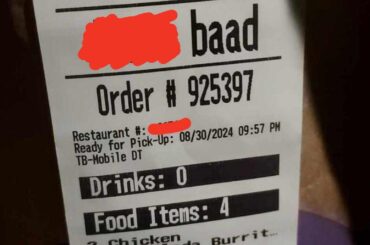 baad
Order # 925397
Restaurant #:
Ready for Pick-Up: 08/30/2024 09:57 PM
TB-Mobile DT
Drinks: 0
Food Items: 4
Chicken
Burrit…